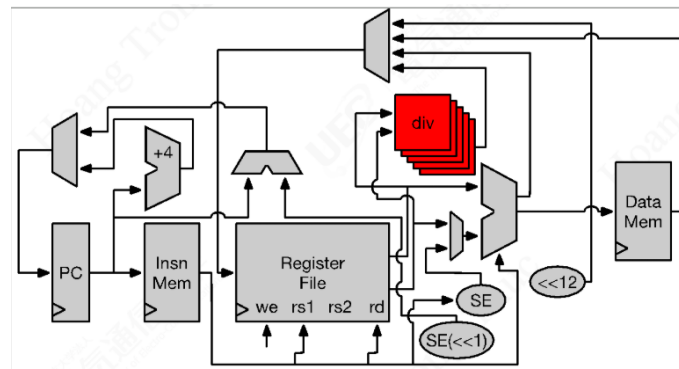 div
+4
Data
Mem
PC
Insn
Mem
Register
File
we rs1 rs2 rd
SE
<<12
SE(<<1)